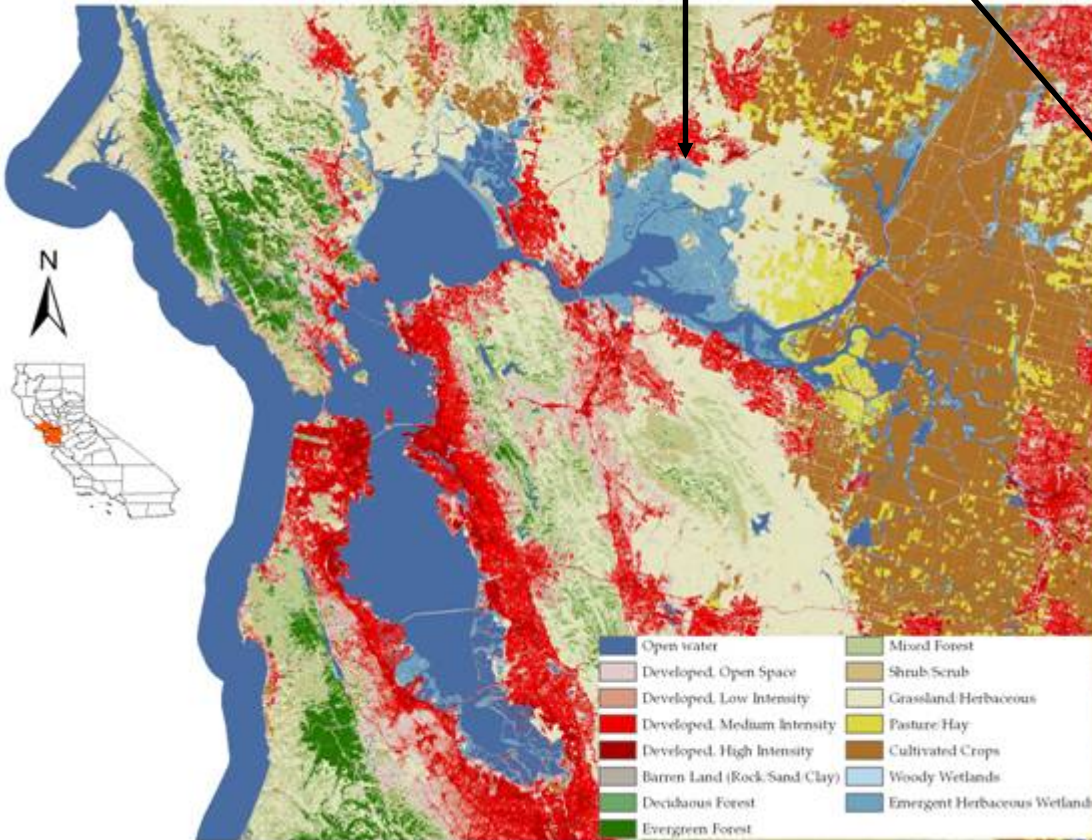 N
Open water
Developed, Open Space
Developed, Low Intensity
Developed, Medium Intensity
Developed, High Intensity
Barren Land (Rock/Sand/Clay)
Deciduous Forest
Evergreen Forest
Mixed Forest
Shrub/Scrub
Grassland/Herbaceous
Pasture/Hay
Cultivated Crops
Woody Wetlands
Emergent Herbaceous Wetlands